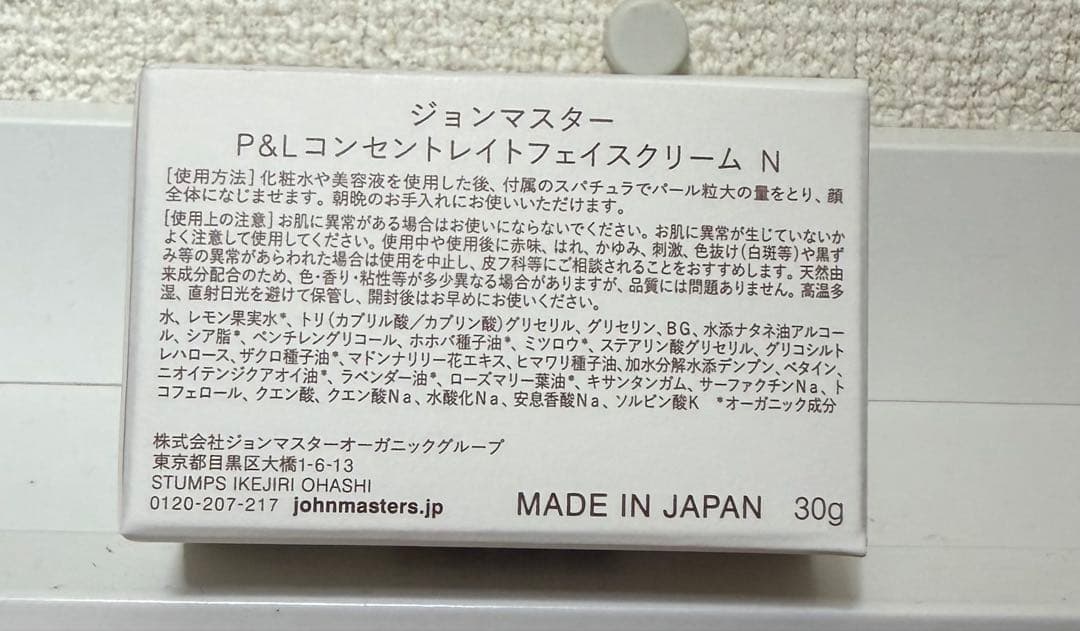 ジョンマスター
P&Lコンセントレイトフェイスクリーム N
[使用方法]化粧水や美容液を使用した後、付属のスパチュラでパール粒大の量をとり、顔
全体になじませます。朝晩のお手入れにお使いいただけます。
[使用上の注意]お肌に異常がある場合はお使いにならないでください。お肌に異常が生じていないか
よく注意して使用してください。使用中や使用後に赤味、はれ、かゆみ、刺激、色抜け(白斑等)や黒ず
み等の異常があらわれた場合は使用を中止し、皮フ科等にご相談されることをおすすめします。天然由
来成分配合のため、色・香り・粘性等が多少異なる場合がありますが、品質には問題ありません。高温多
湿、直射日光を避けて保管し、開封後はお早めにお使いください。
水、レモン果実水*、トリ(カプリル酸/カプリン酸)グリセリル、グリセリン、BG、水添ナタネ油アルコー
ル、シア脂*、ペンチレングリコール、ホホバ種子油*、ミツロウ*、ステアリン酸グリセリル、グリコシルト
レハロース、ザクロ種子油*、マドンナリリー花エキス、ヒマワリ種子油、加水分解水添デンプン、ベタイン、
ニオイテンジクアオイ油*、ラベンダー油*、ローズマリー葉油*、キサンタンガム、サーファクチンNa、ト
コフェロール、クエン酸、クエン酸Na、水酸化Na、安息香酸Na、ソルビン酸K *オーガニック成分
株式会社ジョンマスターオーガニックグループ
東京都目黒区大橋1-6-13
STUMPS IKEJIRI OHASHI
0120-207-217 johnmasters.jp
MADE IN JAPAN 30g